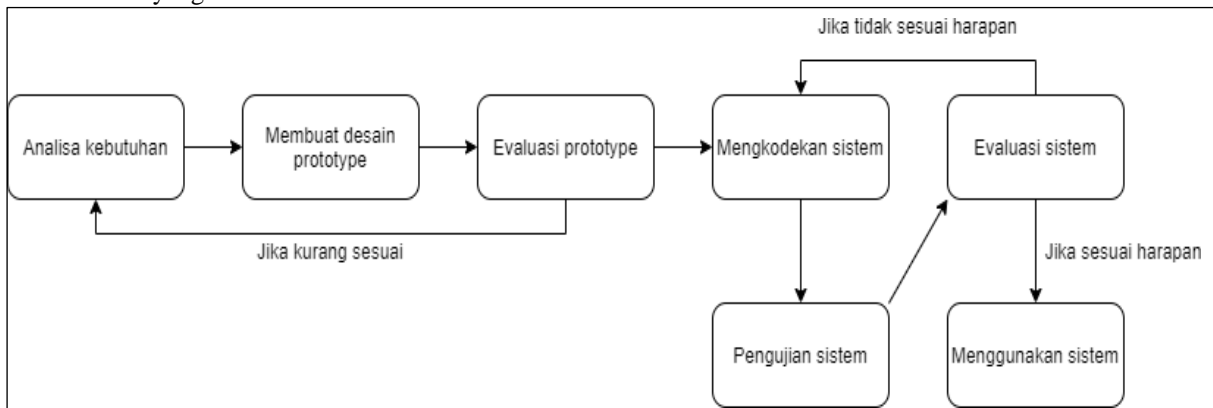 Jika tidak sesuai harapan
Analisa kebutuhan
Membuat desain
prototype
Evaluasi prototype
Mengkodekan sistem
Evaluasi sistem
Jika kurang sesuai
Jika sesuai harapan
Pengujian sistem
Menggunakan sistem